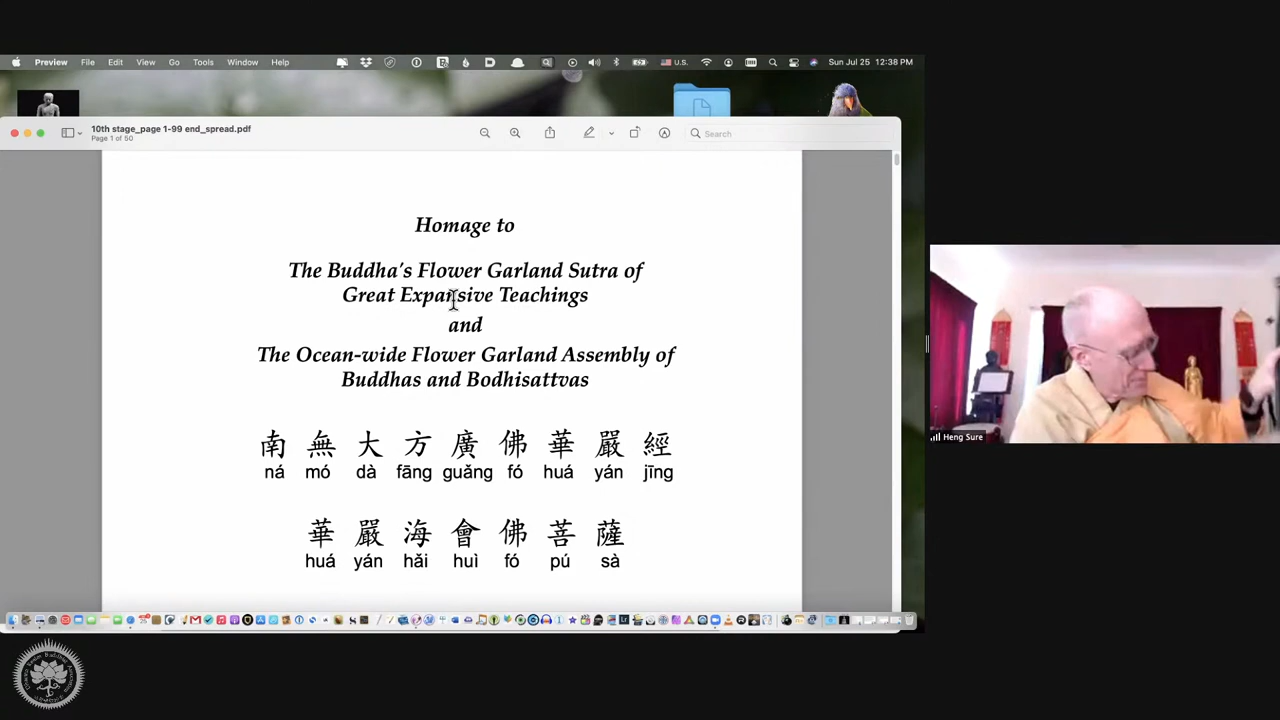 Preview File Edit View Go Tools Window Help
U.S. Sun Jul 25 12:38 PM
10th stage_page 1-99 end_spread.pdf
Page 1 of 50
Search
Homage to
The Buddha's Flower Garland Sutra of
Great Expansive Teachings
and
The Ocean-wide Flower Garland Assembly of
Buddhas and Bodhisattvas
南 無 大 方 廣 佛 華 嚴 經
ná mó dà fāng guǎng fó huá yán jīng
華 嚴 海 會 佛 菩 薩
huá yán hǎi huì fó pú sà
Heng Sure